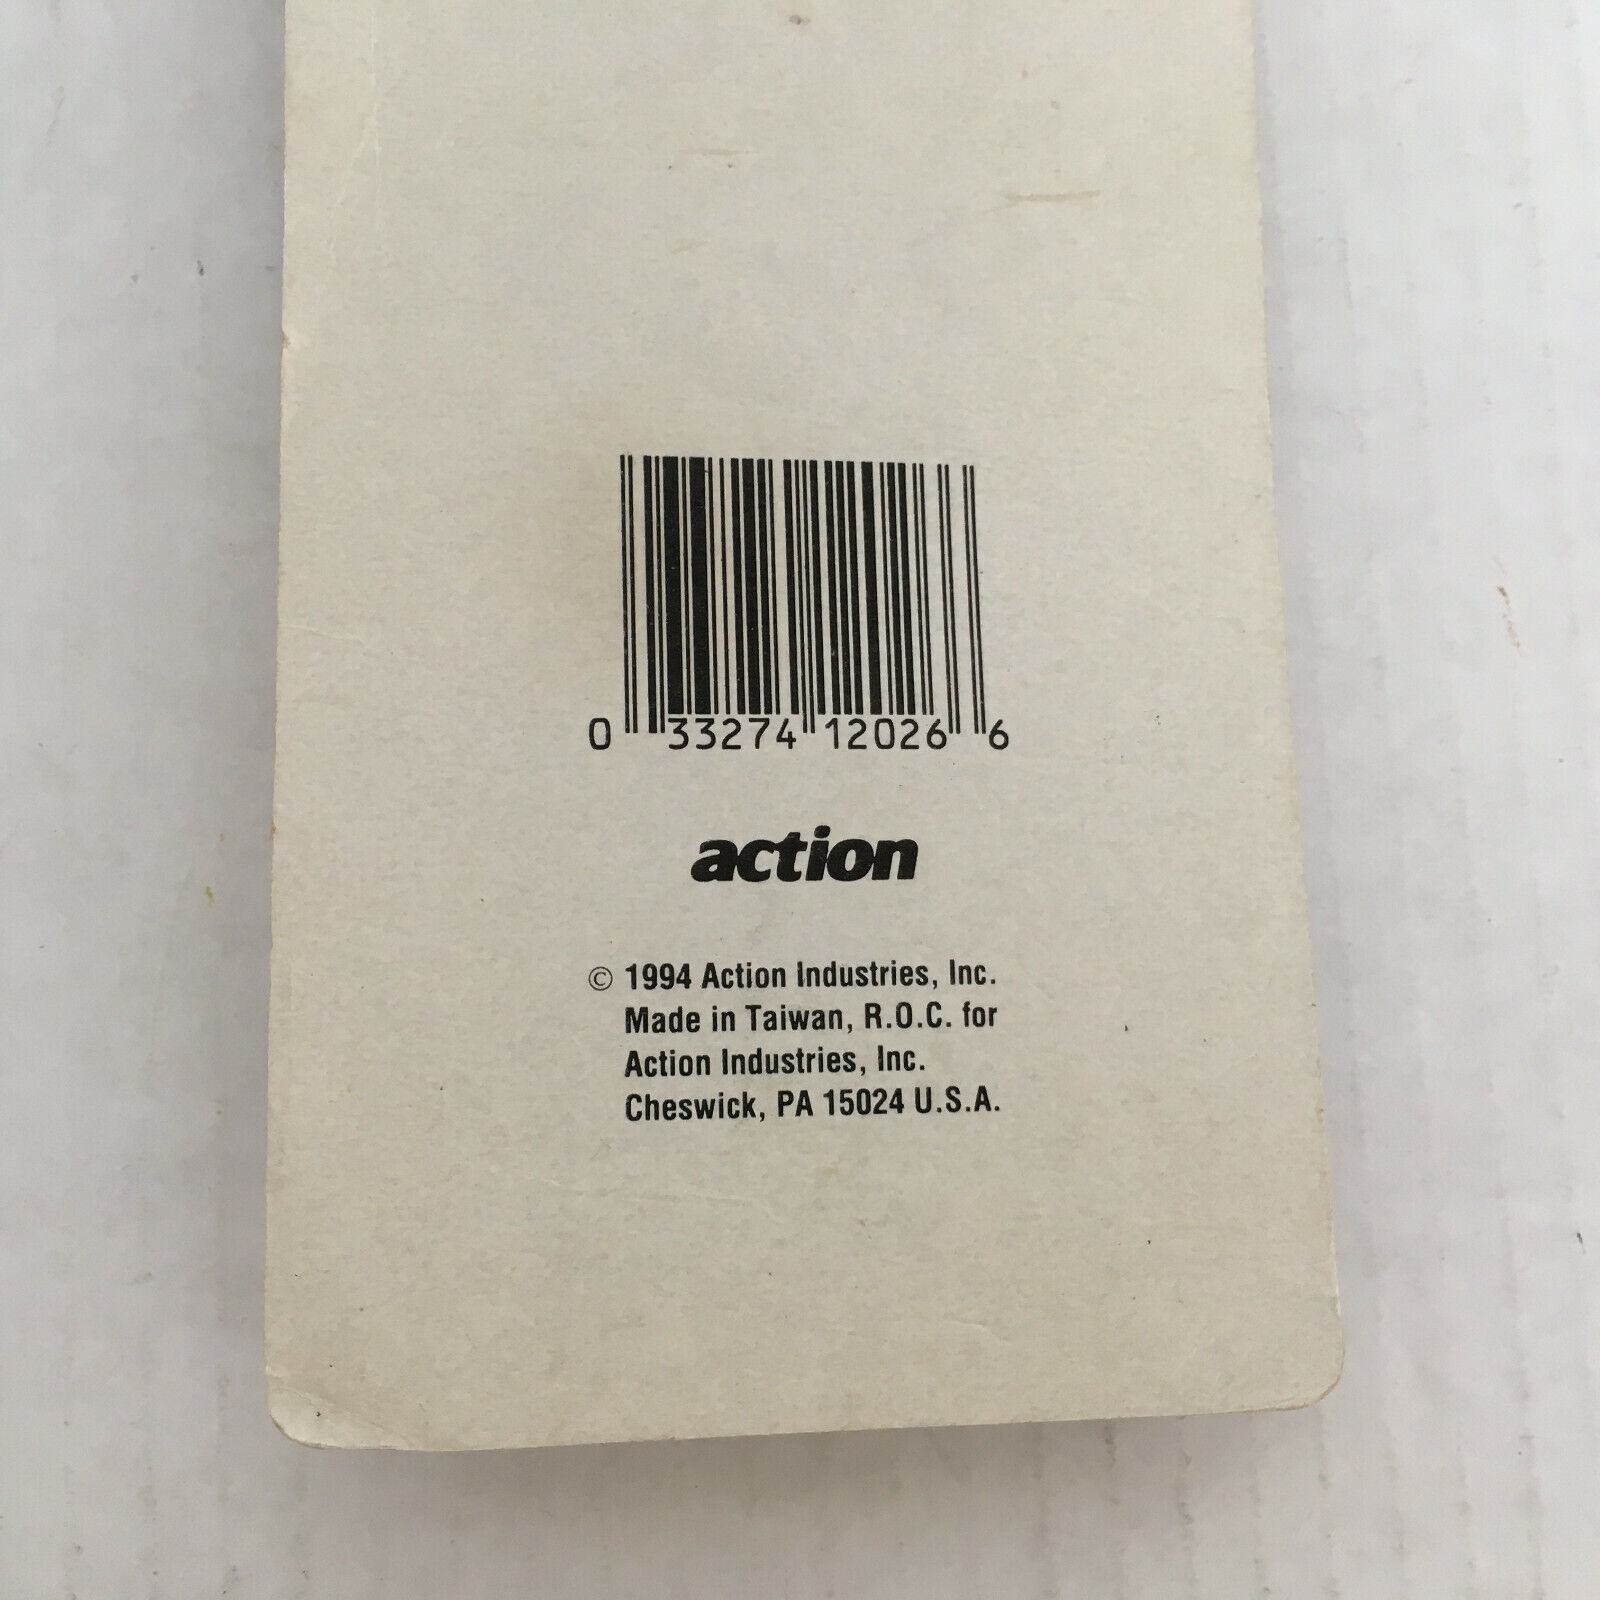 0 33274 12026 6
action
© 1994 Action Industries, Inc.
Made in Taiwan, R.O.C. for
Action Industries, Inc.
Cheswick, PA 15024 U.S.A.